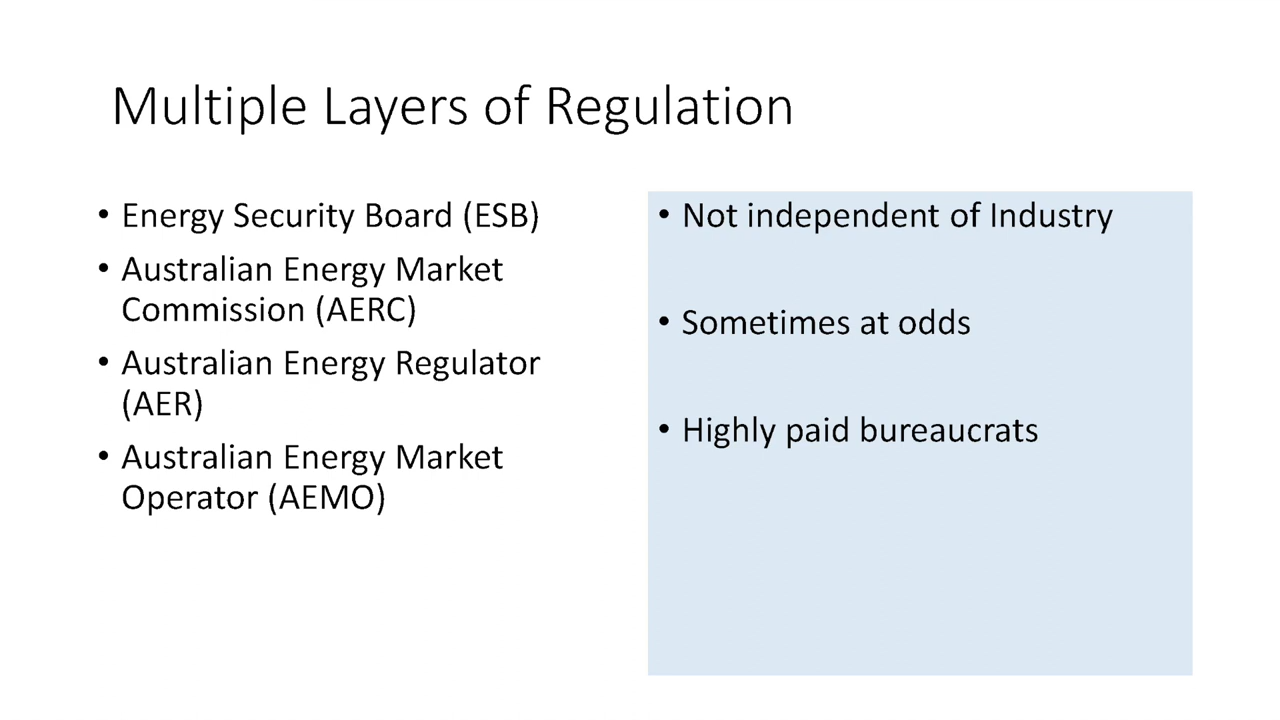 Multiple Layers of Regulation
• Energy Security Board (ESB)
• Australian Energy Market
Commission (AERC)
• Australian Energy Regulator
(AER)
• Australian Energy Market
Operator (AEMO)
• Not independent of Industry
• Sometimes at odds
• Highly paid bureaucrats